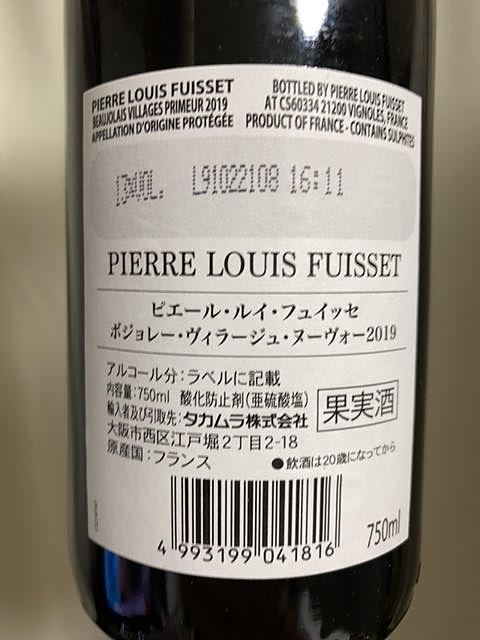 PIERRE LOUIS FUISSET
BEAUJOLAIS VILLAGES PRIMEUR 2019
APPELLATION D'ORIGINE PROTÉGÉE
BOTTLED BY PIERRE LOUIS FUISSET
AT CS60334 21200 VIGNOLES, FRANCE
PRODUCT OF FRANCE - CONTAINS SULPHITES
L91022108 16:11
PIERRE LOUIS FUISSET
ピエール・ルイ・フュイッセ
ボジョレー・ヴィラージュ・ヌーヴォー2019
アルコール分:ラベルに記載
内容量:750ml 酸化防止剤(亜硫酸塩)
輸入者及び引取先:タカムラ株式会社
大阪市西区江戸堀2丁目2-18
原産国:フランス
果実酒
●飲酒は20歳になってから
4 993199 041816
750ml